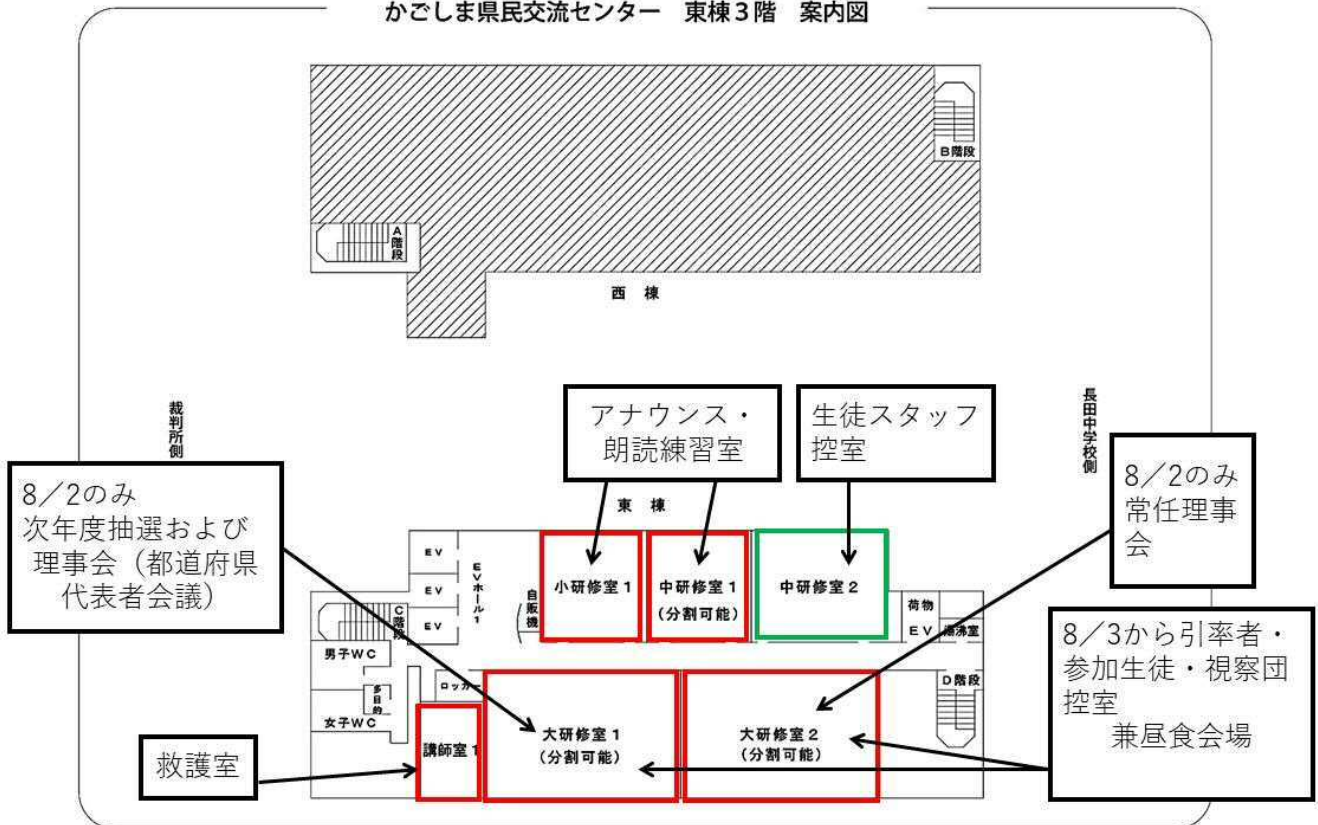 かごしま県民交流センター 東棟3階 案内図
B階段
A階段
西 棟
裁判所側
長田中学校側
アナウンス・
朗読練習室
生徒スタッフ
控室
8/2のみ
常任理事
会
8/2のみ
次年度抽選および
理事会（都道府県
代表者会議）
東 棟
EV
EV
EV
EVホール1
自販機
小研修室1
中研修室1
（分割可能）
中研修室2
荷物
EV
湯沸室
C階段
男子WC
多目的
女子WC
ロッカー
講師室1
大研修室1
（分割可能）
大研修室2
（分割可能）
D階段
8/3から引率者・
参加生徒・視察団
控室
兼昼食会場
救護室